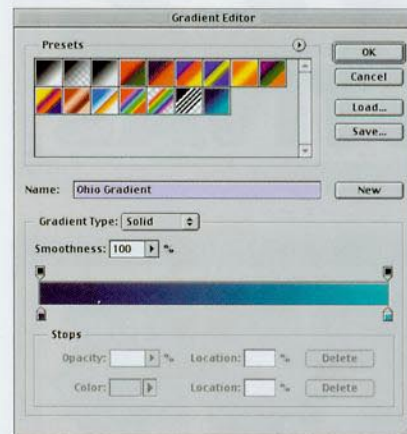 Gradient Editor
Presets
OK
Cancel
Load...
Save...
Name: Ohio Gradient
New
Gradient Type: Solid
Smoothness: 100 %
Stops
Opacity: % Location: % Delete
Color: Location: % Delete